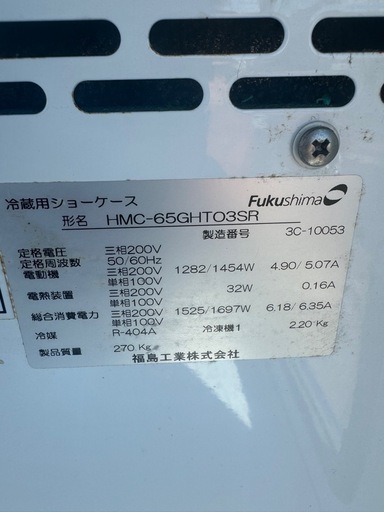 冷蔵用ショーケース Fukushima
形名 HMC-65GHTO3SR
製造番号 3C-10053
定格電圧 三相200V
定格周波数 50/60Hz
電動機 三相200V 1282/1454W 4.90/5.07A
単相100V
電熱装置 三相200V 32W 0.16A
単相100V
総合消費電力 三相200V 1525/1697W 6.18/6.35A
単相100V
冷媒 R-404A 冷凍機1 2.20 Kg
製品質量 270 Kg
福島工業株式会社